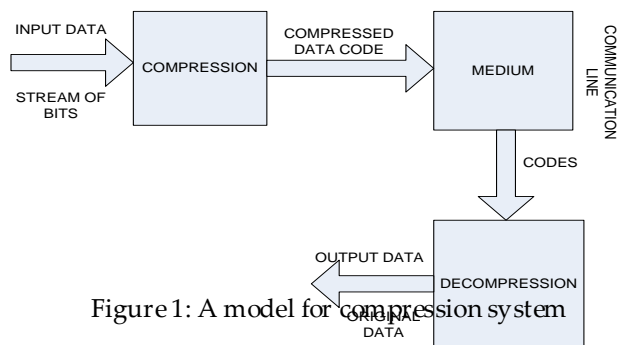 INPUT DATA
STREAM OF
BITS
COMPRESSION
COMPRESSED
DATA CODE
MEDIUM
COMMUNICATION
LINE
CODES
DECOMPRESSION
OUTPUT DATA
ORIGINAL
DATA
Figure 1: A model for compression system